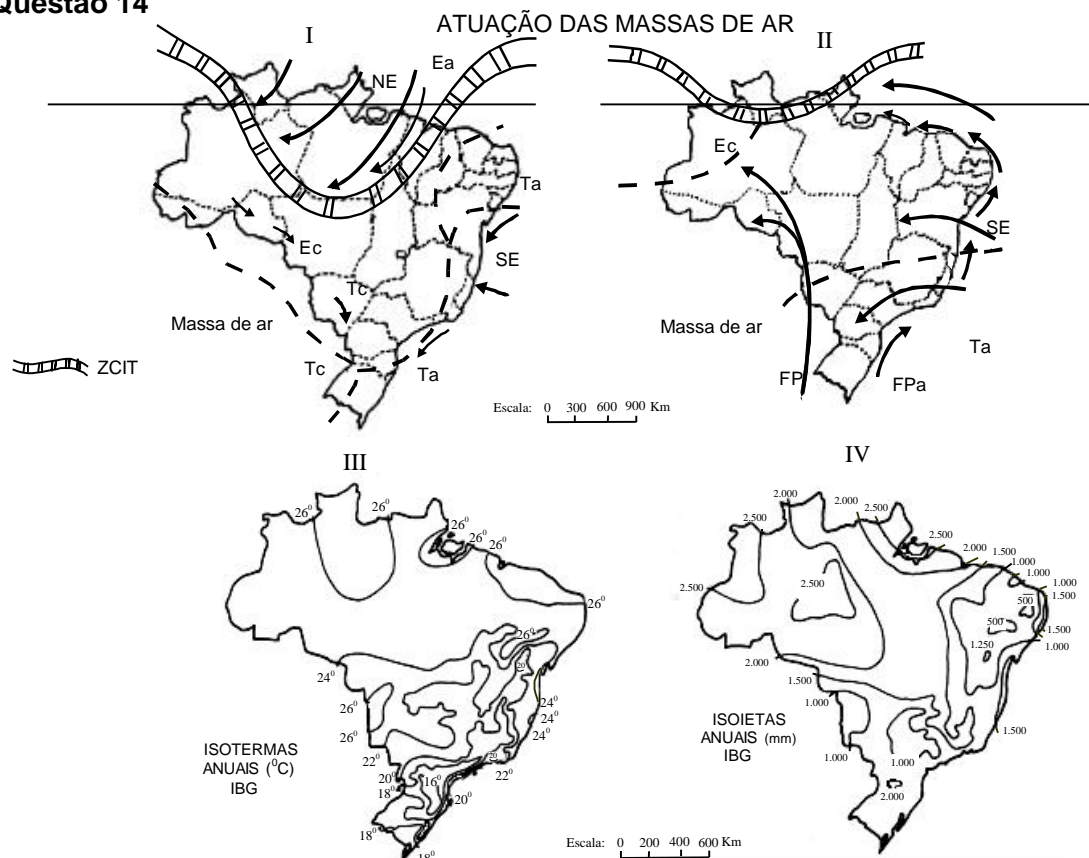 Questão 14
ATUAÇÃO DAS MASSAS DE AR
I
Ea
NE
Ta
SE
Ec
Tc
Massa de ar
Tc
Ta
ZCIT
II
Ec
SE
Massa de ar
Ta
FP
FPa
Escala: 0 300 600 900 Km
III
26⁰
26⁰
26⁰
26⁰
26⁰
26⁰
26⁰
20
24⁰
26⁰
24⁰
24⁰
24⁰
26⁰
22⁰
20
22⁰
20⁰
16⁰
18⁰
20⁰
18⁰
18⁰
ISOTERMAS
ANUAIS (⁰C)
IBG
IV
2.000
2.000
2.500
2.500
2.500
2.000
1.500
1.000
2.500
1.000
2.500
500
1.500
500
1.500
1.250
1.000
2.000
1.500
1.000
1.500
1.000
1.000
2.000
ISOIETAS
ANUAIS (mm)
IBG
Escala: 0 200 400 600 Km